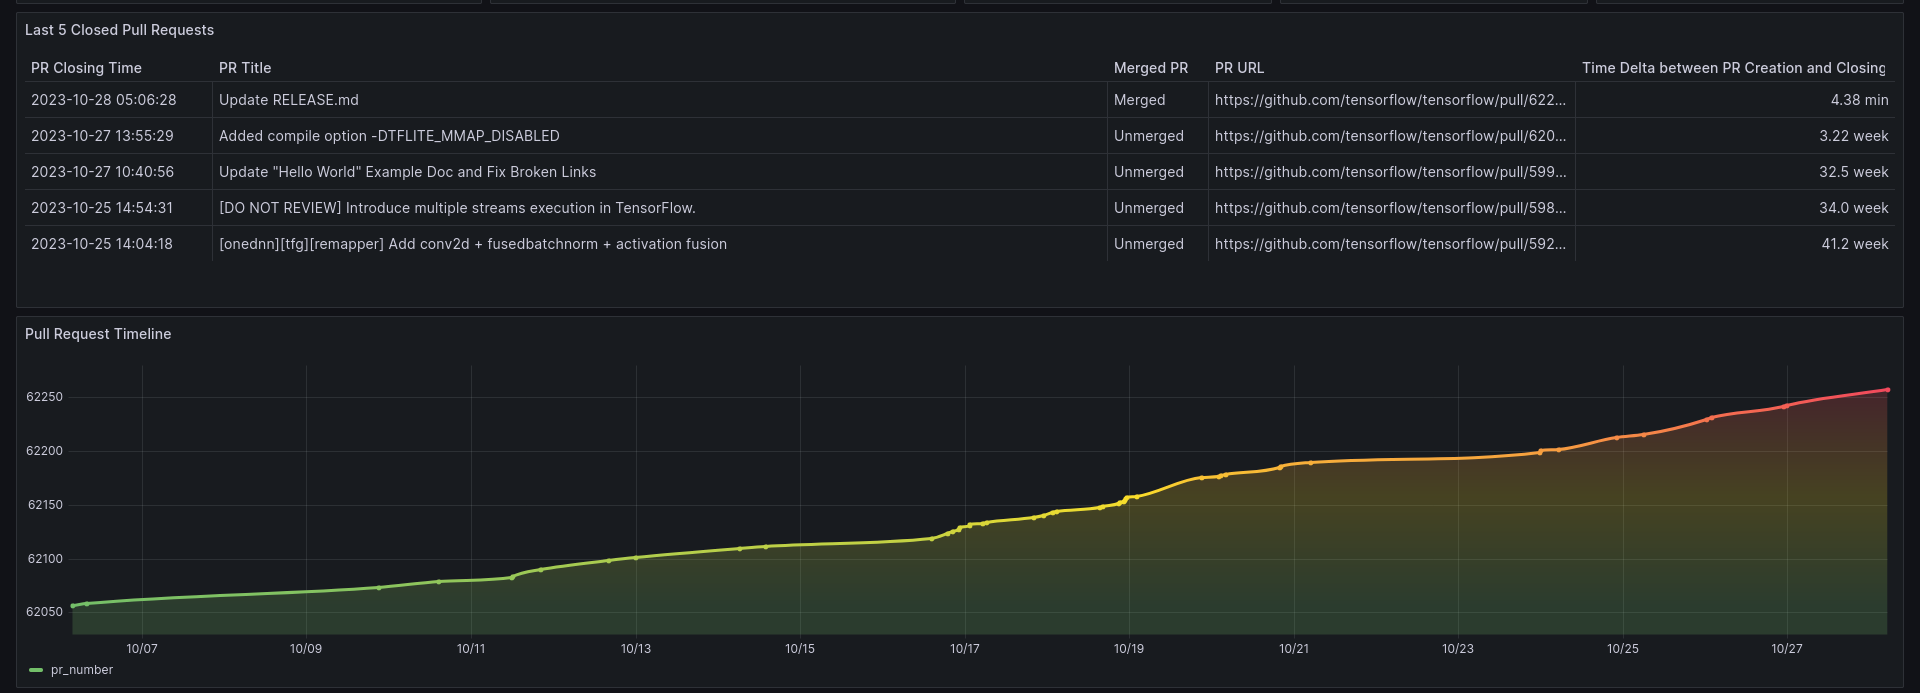 Last 5 Closed Pull Requests
PR Closing Time PR Title Merged PR PR URL Time Delta between PR Creation and Closing
2023-10-28 05:06:28 Update RELEASE.md Merged https://github.com/tensorflow/tensorflow/pull/622... 4.38 min
2023-10-27 13:55:29 Added compile option -DTFLITE_MMAP_DISABLED Unmerged https://github.com/tensorflow/tensorflow/pull/620... 3.22 week
2023-10-27 10:40:56 Update "Hello World" Example Doc and Fix Broken Links Unmerged https://github.com/tensorflow/tensorflow/pull/599... 32.5 week
2023-10-25 14:54:31 [DO NOT REVIEW] Introduce multiple streams execution in TensorFlow. Unmerged https://github.com/tensorflow/tensorflow/pull/598... 34.0 week
2023-10-25 14:04:18 [onednn][tfg][remapper] Add conv2d + fusedbatchnorm + activation fusion Unmerged https://github.com/tensorflow/tensorflow/pull/592... 41.2 week
Pull Request Timeline
62250
62200
62150
62100
62050
10/07 10/09 10/11 10/13 10/15 10/17 10/19 10/21 10/23 10/25 10/27
pr_number